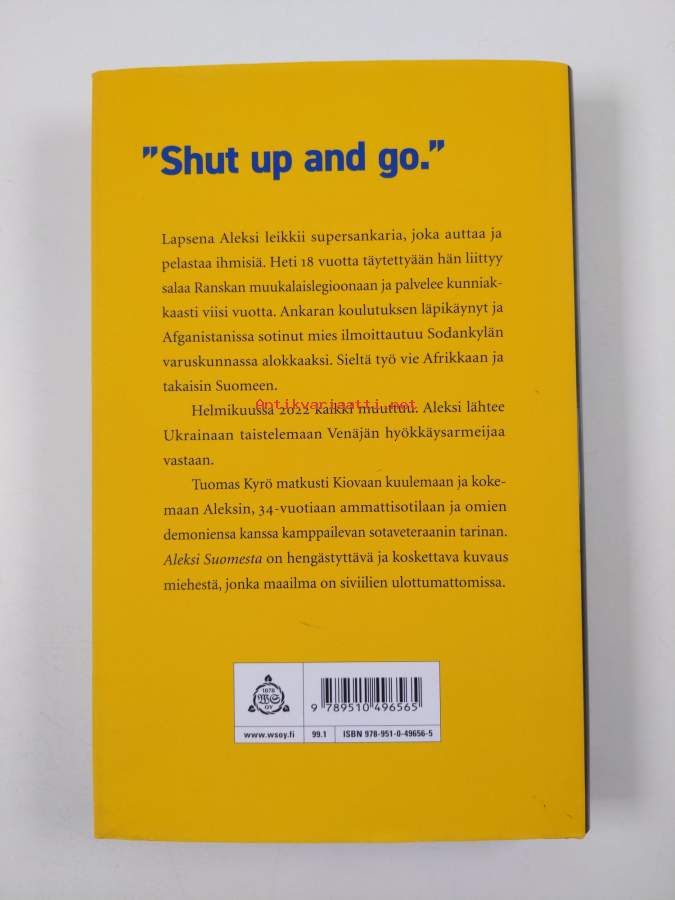 "Shut up and go."
Lapsena Aleksi leikkii supersankaria, joka auttaa ja
pelastaa ihmisiä. Heti 18 vuotta täytettyään hän liittyy
salaa Ranskan muukalaislegioonaan ja palvelee kunniak-
kaasti viisi vuotta. Ankaran koulutuksen läpikäynyt ja
Afganistanissa sotinut mies ilmoittautuu Sodankylän
varuskunnassa alokkaaksi. Sieltä työ vie Afrikkaan ja
takaisin Suomeen.
Antikvariaatti.net
Helmikuussa 2022 kaikki muuttuu. Aleksi lähtee
Ukrainaan taistelemaan Venäjän hyökkäysarmeijaa
vastaan.
Tuomas Kyrö matkusti Kiovaan kuulemaan ja koke-
maan Aleksin, 34-vuotiaan ammattisotilaan ja omien
demoniensa kanssa kamppailevan sotaveteraanin tarinan.
Aleksi Suomesta on hengästyttävä ja koskettava kuvaus
miehestä, jonka maailma on siviilien ulottumattomissa.
1878
WS
OY
9 789510 496565
www.wsoy.fi 99.1 ISBN 978-951-0-49656-5